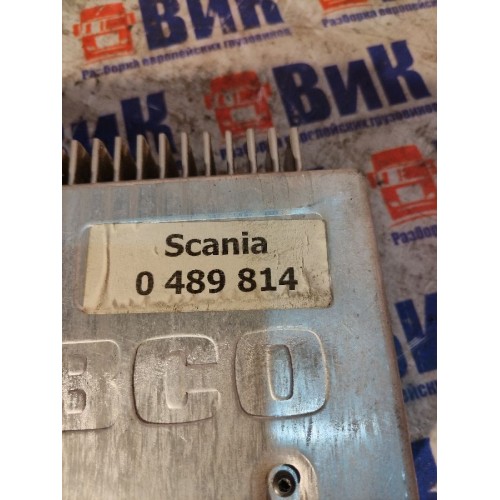 ВиК
Разборка европейских грузовиков
ВиК
Scania
0 489 814
BCO